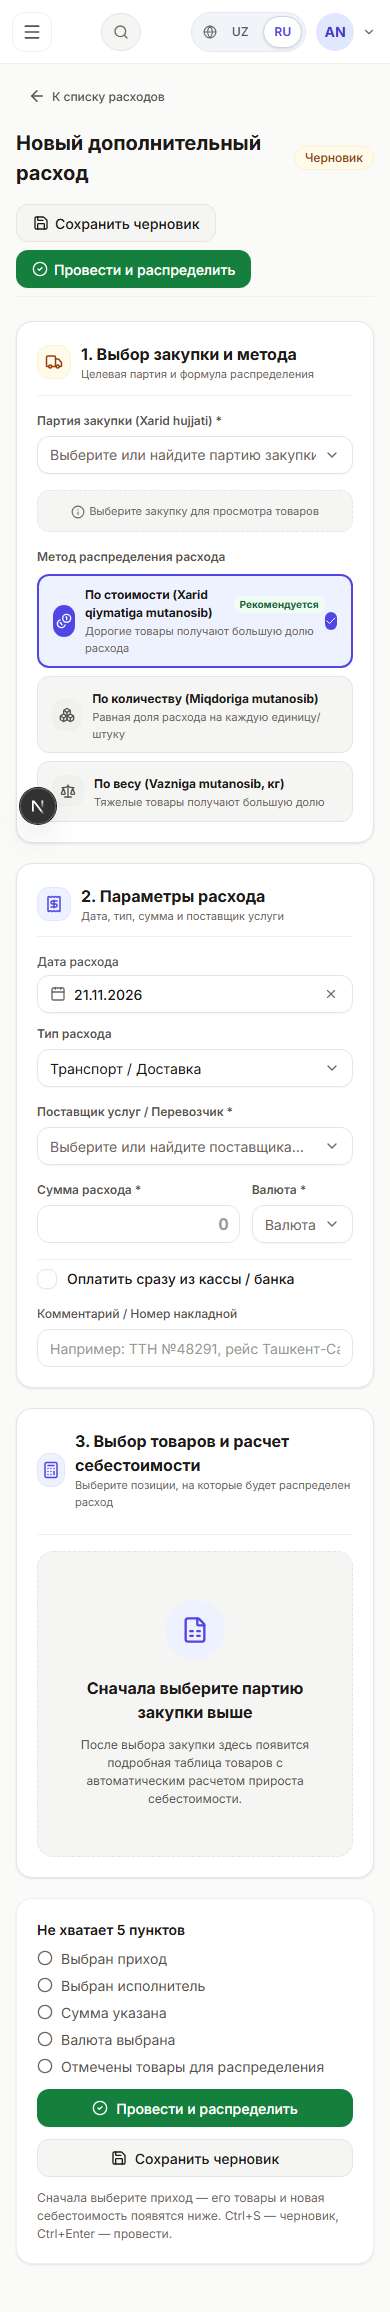 UZ RU AN
К списку расходов
Новый дополнительный
расход
Черновик
Сохранить черновик
Провести и распределить
1. Выбор закупки и метода
Целевая партия и формула распределения
Партия закупки (Xarid hujjati) *
Выберите или найдите партию закупки
Выберите закупку для просмотра товаров
Метод распределения расхода
По стоимости (Xarid
qiymatiga mutanosib)
Рекомендуется
Дорогие товары получают большую долю
расхода
По количеству (Miqdoriga mutanosib)
Равная доля расхода на каждую единицу/
штуку
По весу (Vazniga mutanosib, кг)
Тяжелые товары получают большую долю
N
2. Параметры расхода
Дата, тип, сумма и поставщик услуги
Дата расхода
21.11.2026
Тип расхода
Транспорт / Доставка
Поставщик услуг / Перевозчик *
Выберите или найдите поставщика...
Сумма расхода * Валюта *
0 Валюта
Оплатить сразу из кассы / банка
Комментарий / Номер накладной
Например: ТТН №48291, рейс Ташкент-Са
3. Выбор товаров и расчет
себестоимости
Выберите позиции, на которые будет распределен
расход
Сначала выберите партию
закупки выше
После выбора закупки здесь появится
подробная таблица товаров с
автоматическим расчетом прироста
себестоимости.
Не хватает 5 пунктов
Выбран приход
Выбран исполнитель
Сумма указана
Валюта выбрана
Отмечены товары для распределения
Провести и распределить
Сохранить черновик
Сначала выберите приход — его товары и новая
себестоимость появятся ниже. Ctrl+S — черновик,
Ctrl+Enter — провести.